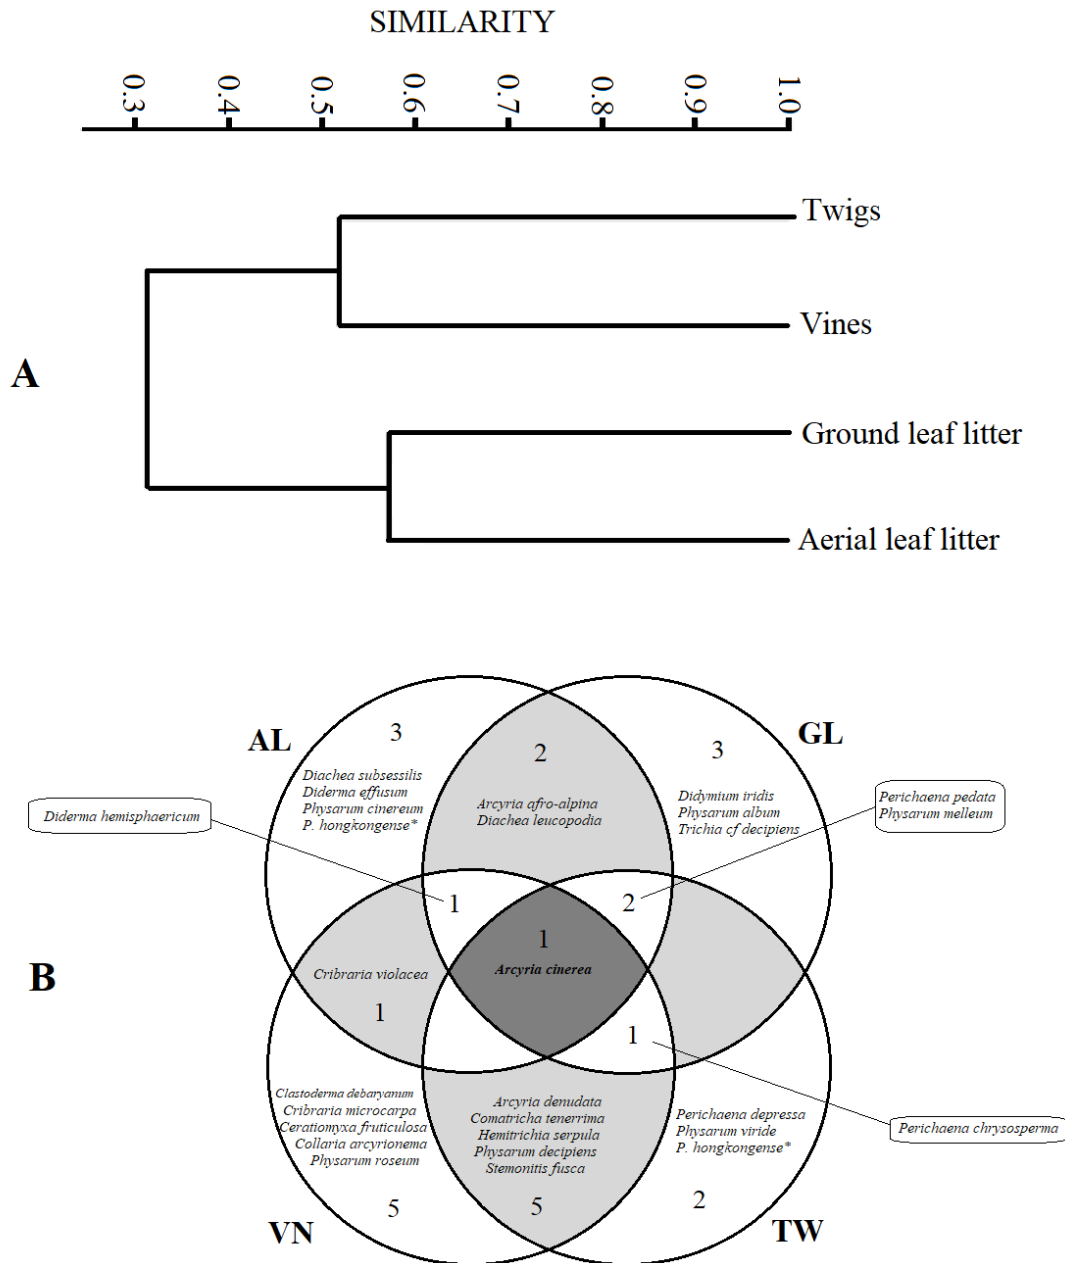 SIMILARITY
0.3 0.4 0.5 0.6 0.7 0.8 0.9 1.0
Twigs
Vines
A
Ground leaf litter
Aerial leaf litter
AL
3
2
3
GL
Diachea subsessilis
Diderma effusum
Physarum cinereum
P. hongkongense*
Arcyria afro-alpina
Diachea leucopodia
Didymium iridis
Physarum album
Trichia cf decipiens
Perichaena pedata
Physarum melleum
Diderma hemisphaericum
1
2
1
Arcyria cinerea
B
Cribraria violacea
1
1
Clastoderma debaryanum
Cribraria microcarpa
Ceratiomyxa fruticulosa
Collaria arcyrionema
Physarum roseum
Arcyria denudata
Comatricha tenerrima
Hemitrichia serpula
Physarum decipiens
Stemonitis fusca
Perichaena depressa
Physarum viride
P. hongkongense*
Perichaena chrysosperma
5
5
2
VN
TW